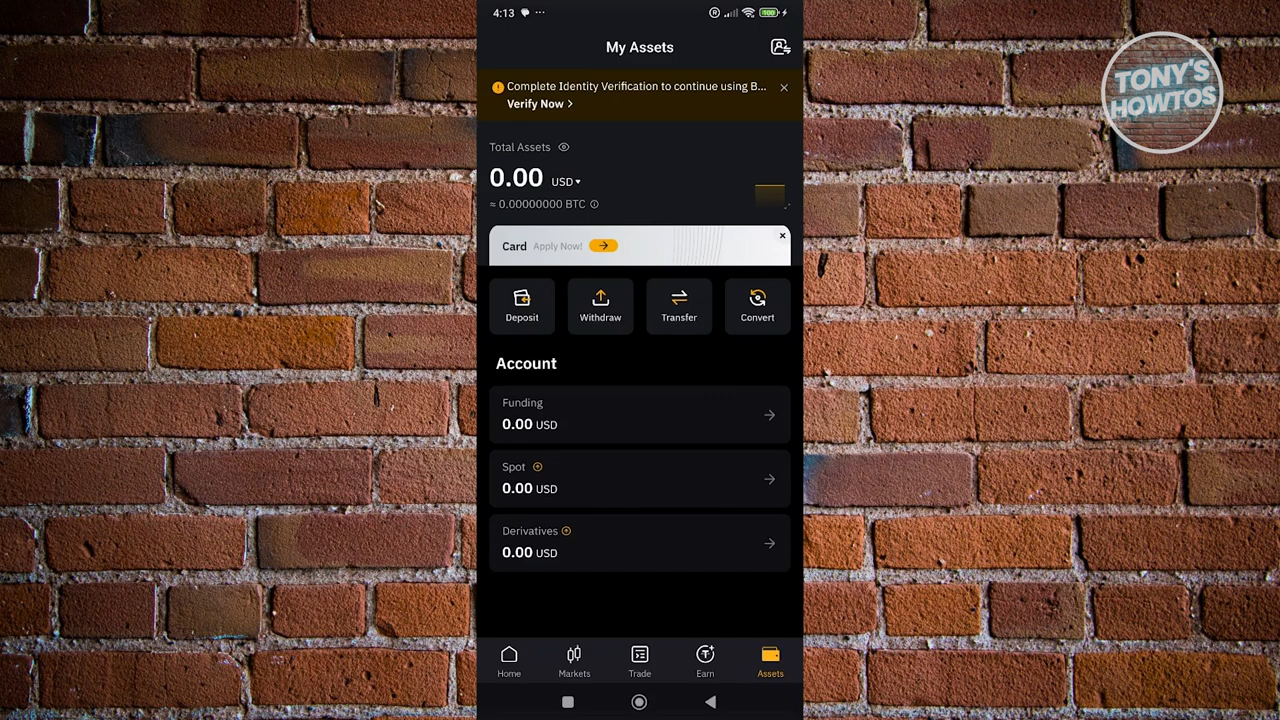 4:13
100
My Assets
Complete Identity Verification to continue using B...
Verify Now >
Total Assets
0.00 USD
≈ 0.00000000 BTC
Card Apply Now!
Deposit Withdraw Transfer Convert
Account
Funding
0.00 USD
Spot
0.00 USD
Derivatives
0.00 USD
Home Markets Trade Earn Assets
TONY'S
HOWTOS